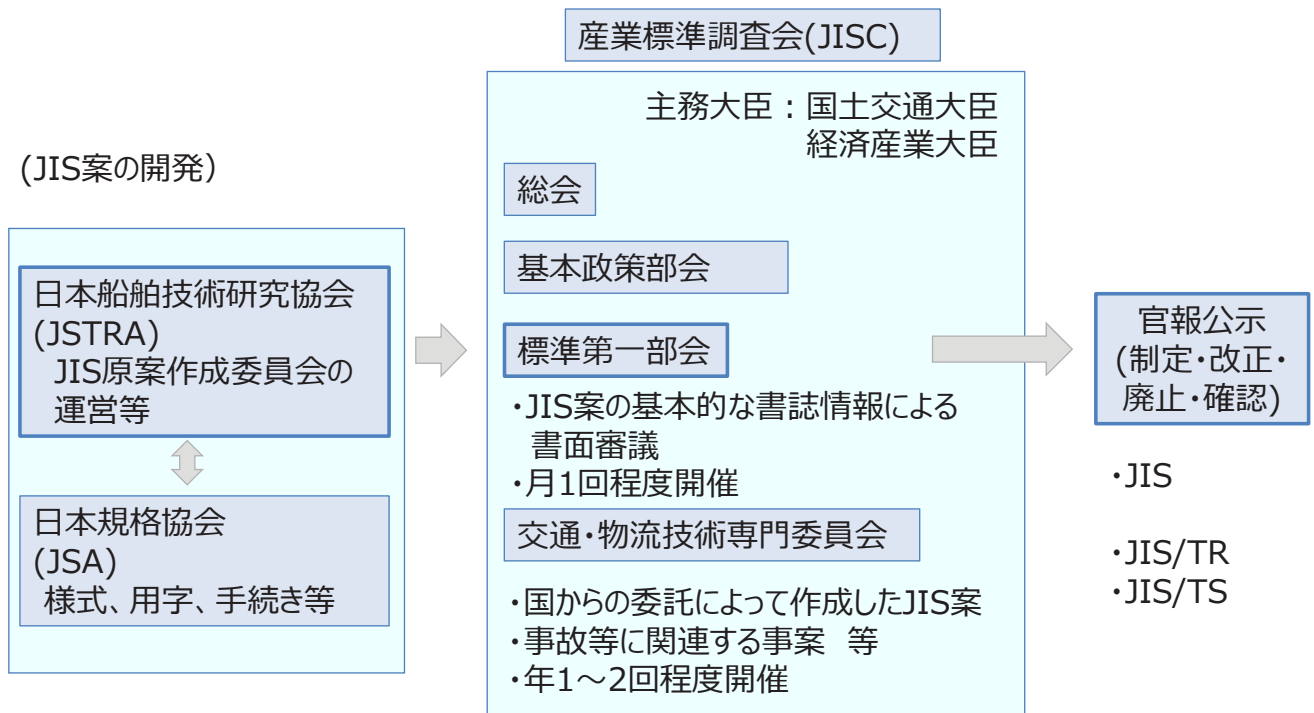 産業標準調査会(JISC)
(JIS案の開発)
日本船舶技術研究協会
(JSTRA)
JIS原案作成委員会の
運営等
日本規格協会
(JSA)
様式、用字、手続き等
主務大臣：国土交通大臣
経済産業大臣
総会
基本政策部会
標準第一部会
・JIS案の基本的な書誌情報による
書面審議
・月1回程度開催
交通・物流技術専門委員会
・国からの委託によって作成したJIS案
・事故等に関連する事案　等
・年1～2回程度開催
官報公示
(制定・改正・
廃止・確認)
・JIS
・JIS/TR
・JIS/TS